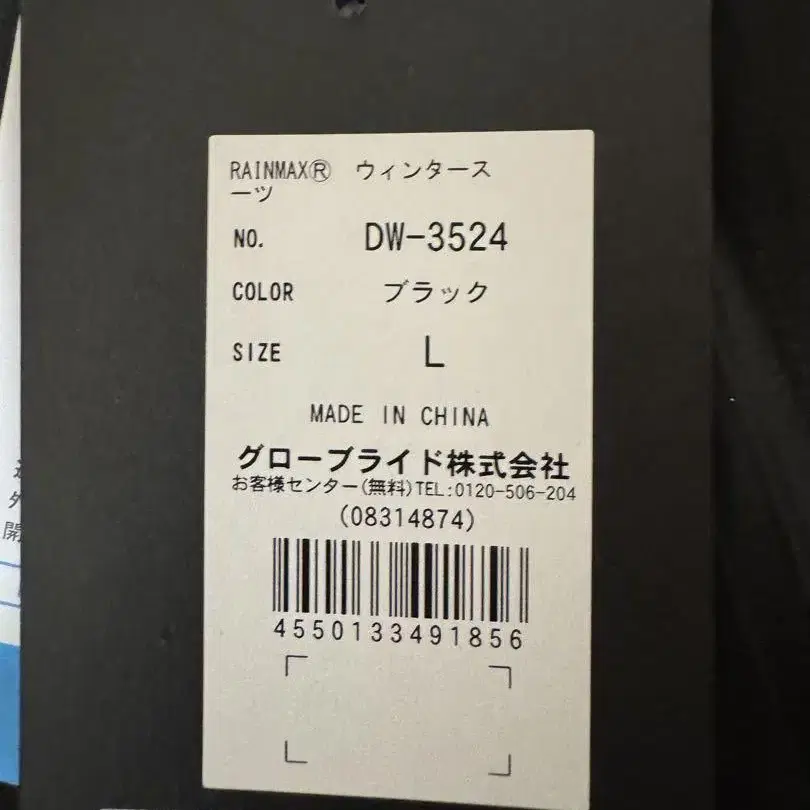 RAINMAX® ウィンタース
ーツ
NO. DW-3524
COLOR ブラック
SIZE L
MADE IN CHINA
グローブライド株式会社
お客様センター(無料)TEL:0120-506-204
(08314874)
4550133491856
開